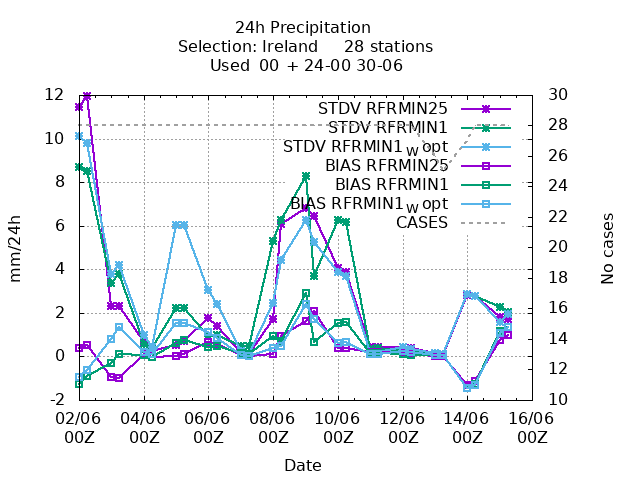 24h Precipitation
Selection: Ireland 28 stations
Used 00 + 24-00 30-06
12
10
8
6
4
2
0
-2
mm/24h
30
28
26
24
22
20
18
16
14
12
10
No cases
STDV RFRMIN25
STDV RFRMIN1
STDV RFRMIN1w opt
BIAS RFRMIN25
BIAS RFRMIN1
BIAS RFRMIN1w opt
CASES
02/06 04/06 06/06 08/06 10/06 12/06 14/06 16/06
00Z 00Z 00Z 00Z 00Z 00Z 00Z 00Z
Date